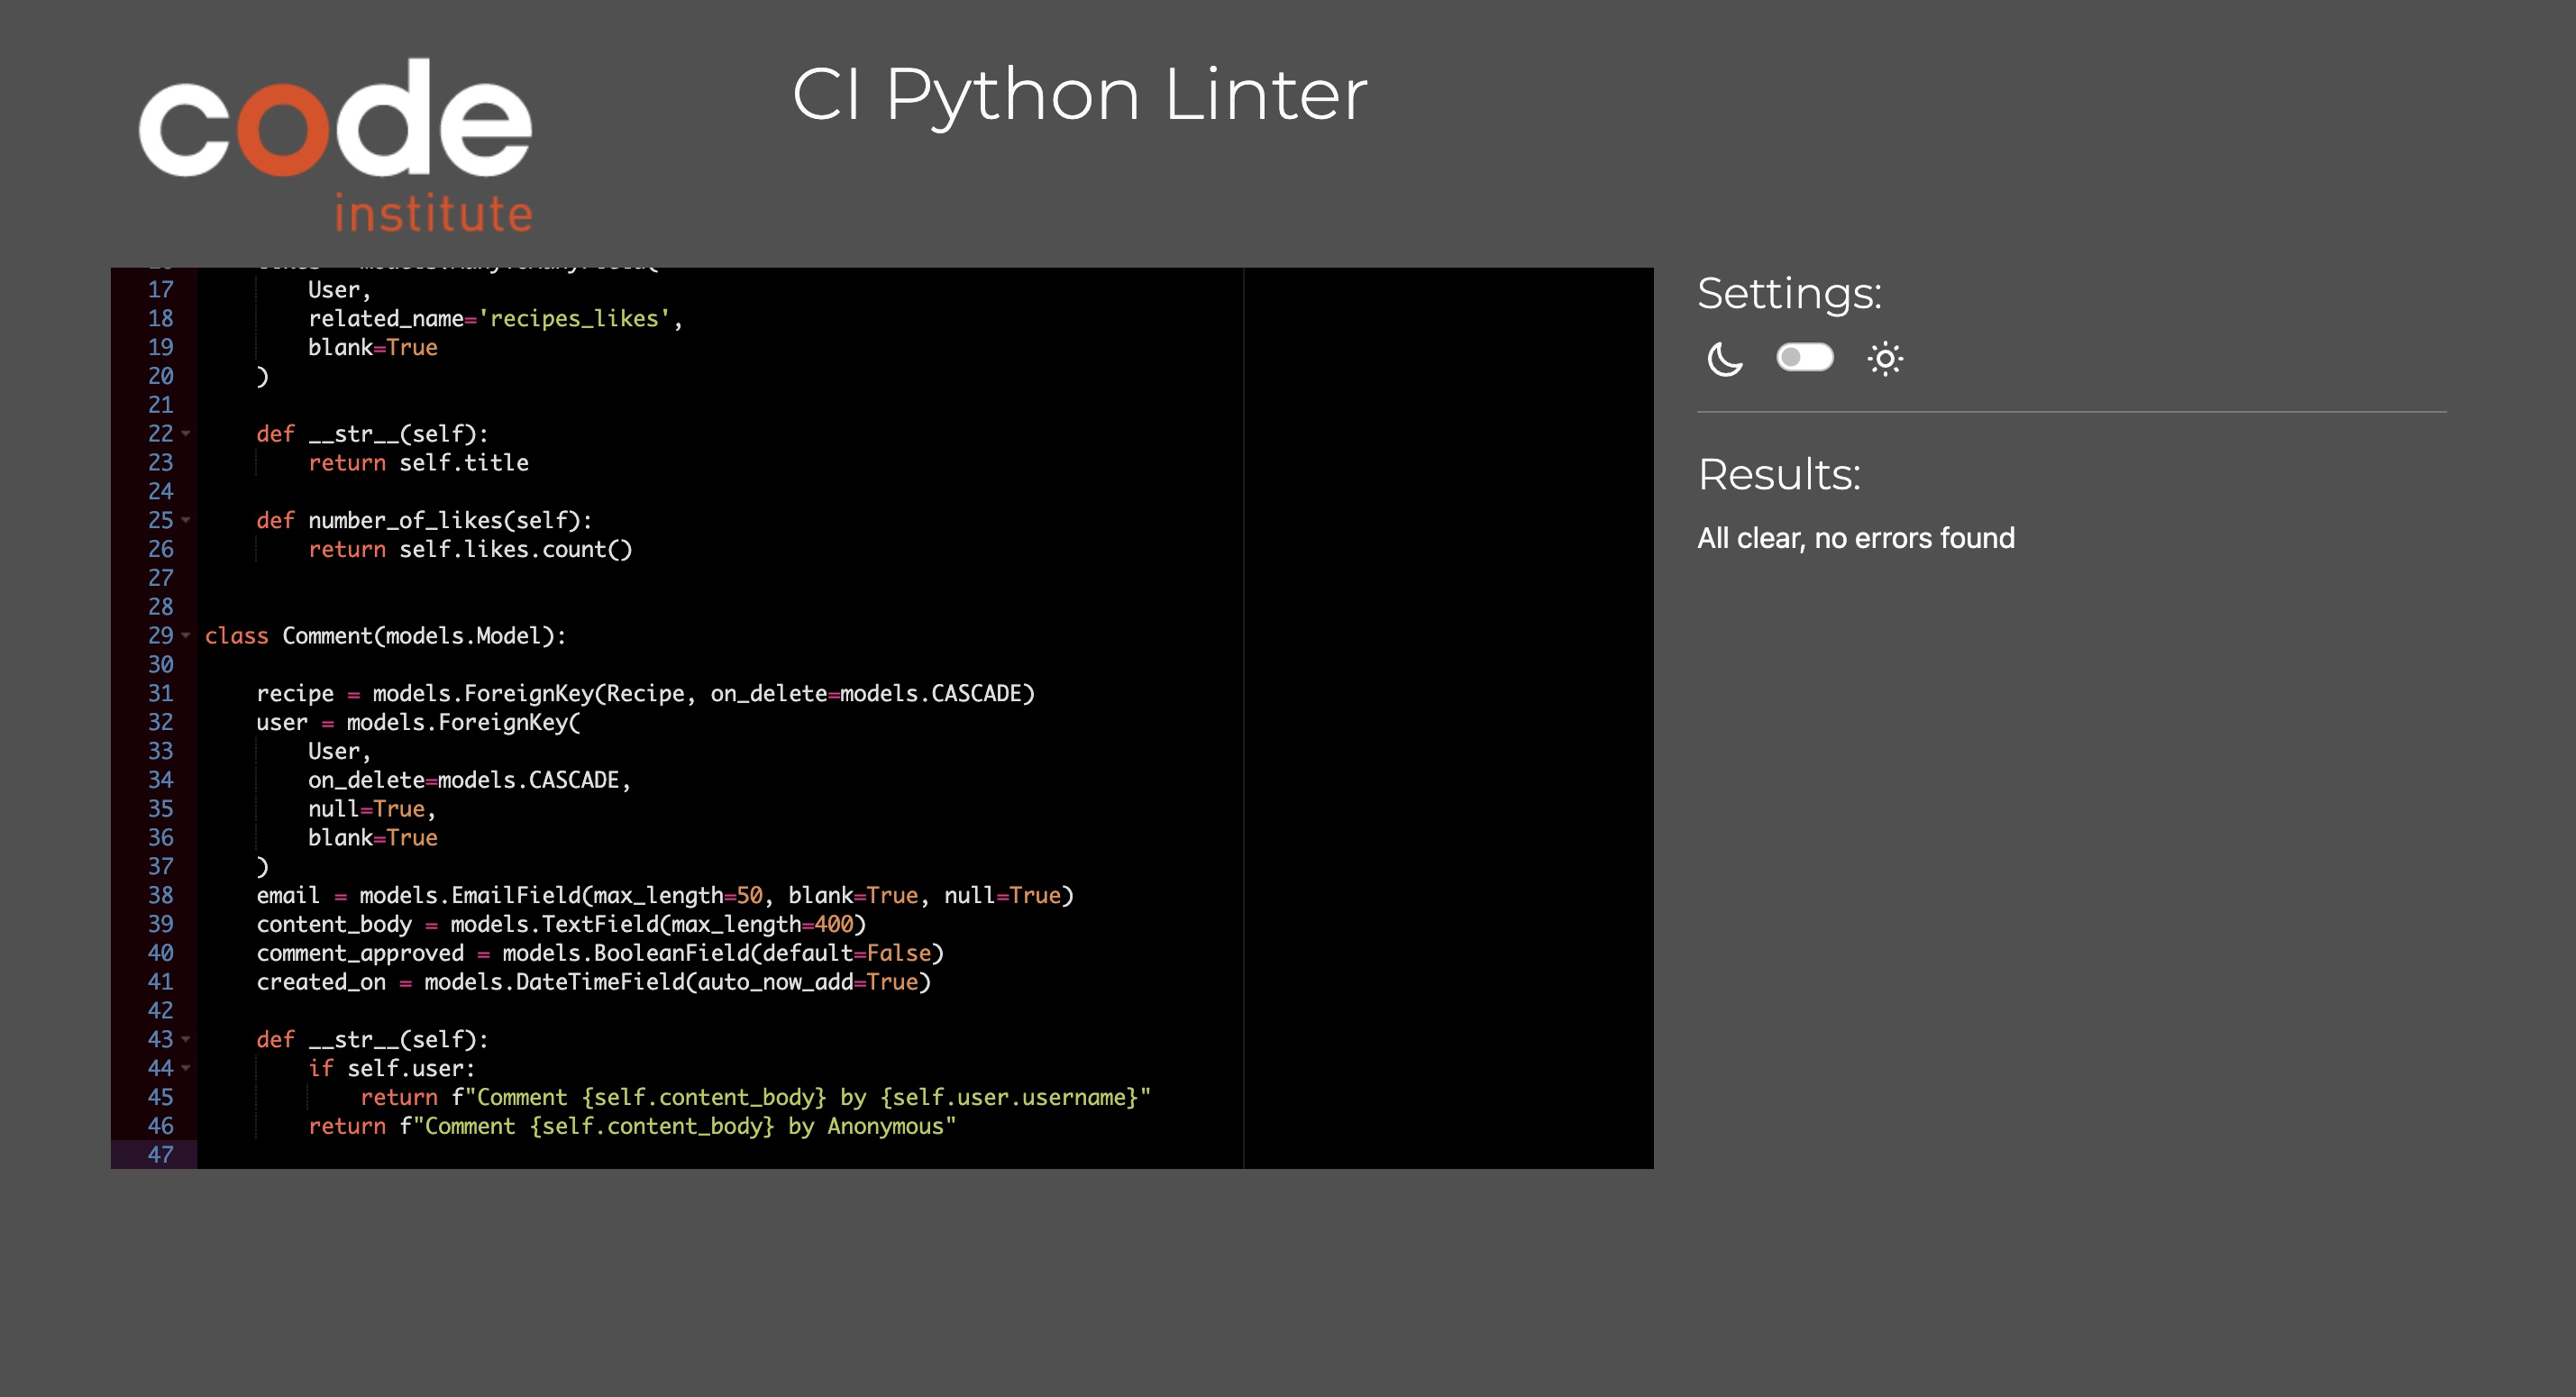 code
institute
CI Python Linter
17 User,
18 related_name='recipes_likes',
19 blank=True
20 )
21
22 def __str__(self):
23 return self.title
24
25 def number_of_likes(self):
26 return self.likes.count()
27
28
29 class Comment(models.Model):
30
31 recipe = models.ForeignKey(Recipe, on_delete=models.CASCADE)
32 user = models.ForeignKey(
33 User,
34 on_delete=models.CASCADE,
35 null=True,
36 blank=True
37 )
38 email = models.EmailField(max_length=50, blank=True, null=True)
39 content_body = models.TextField(max_length=400)
40 comment_approved = models.BooleanField(default=False)
41 created_on = models.DateTimeField(auto_now_add=True)
42
43 def __str__(self):
44 if self.user:
45 return f"Comment {self.content_body} by {self.user.username}"
46 return f"Comment {self.content_body} by Anonymous"
47
Settings:
Results:
All clear, no errors found